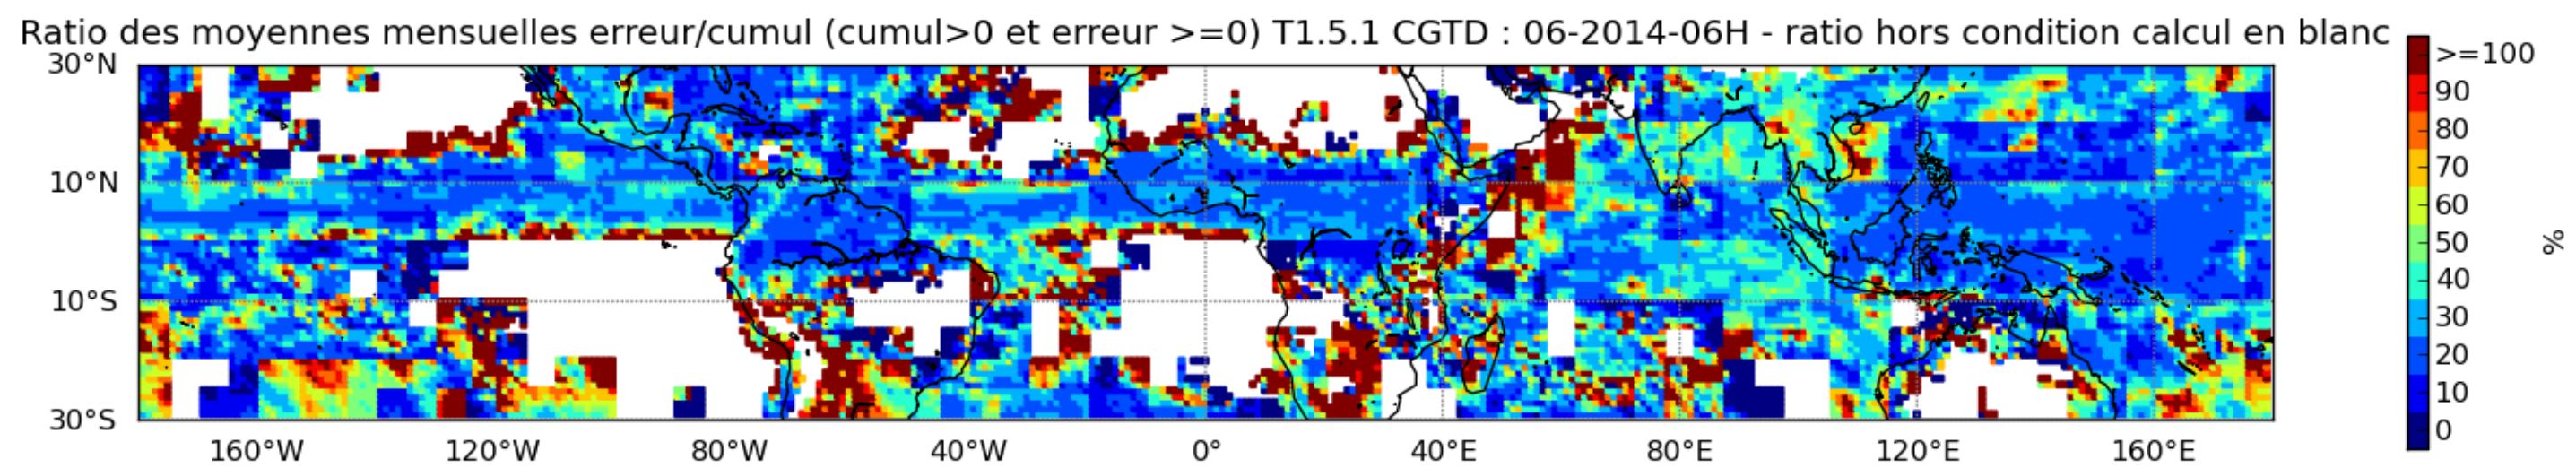 Ratio des moyennes mensuelles erreur/cumul (cumul>0 et erreur >=0) T1.5.1 CGTD : 06-2014-06H - ratio hors condition calcul en blanc
30°N
10°N
10°S
30°S
160°W 120°W 80°W 40°W 0° 40°E 80°E 120°E 160°E
>=100
90
80
70
60
50
40
30
20
10
0
%